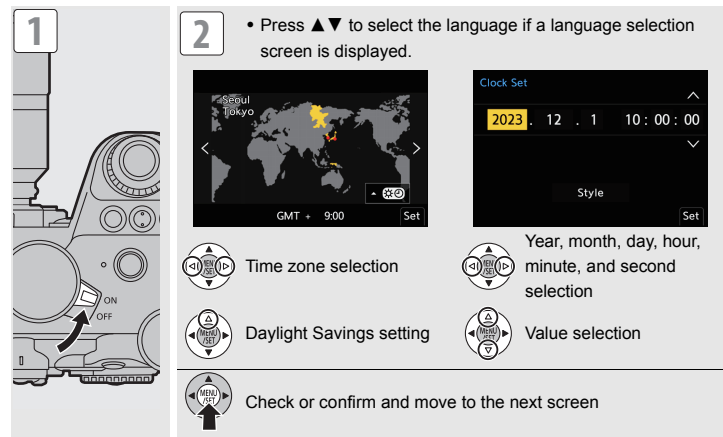 1
ON
OFF
2
• Press ▲▼ to select the language if a language selection
screen is displayed.
Seoul
Tokyo
GMT + 9:00
Set
Clock Set
2023 . 12 . 1 10 : 00 : 00
Style
Set
MENU
/SET
Time zone selection
MENU
/SET
Year, month, day, hour,
minute, and second
selection
MENU
/SET
Daylight Savings setting
MENU
/SET
Value selection
MENU
/SET
Check or confirm and move to the next screen